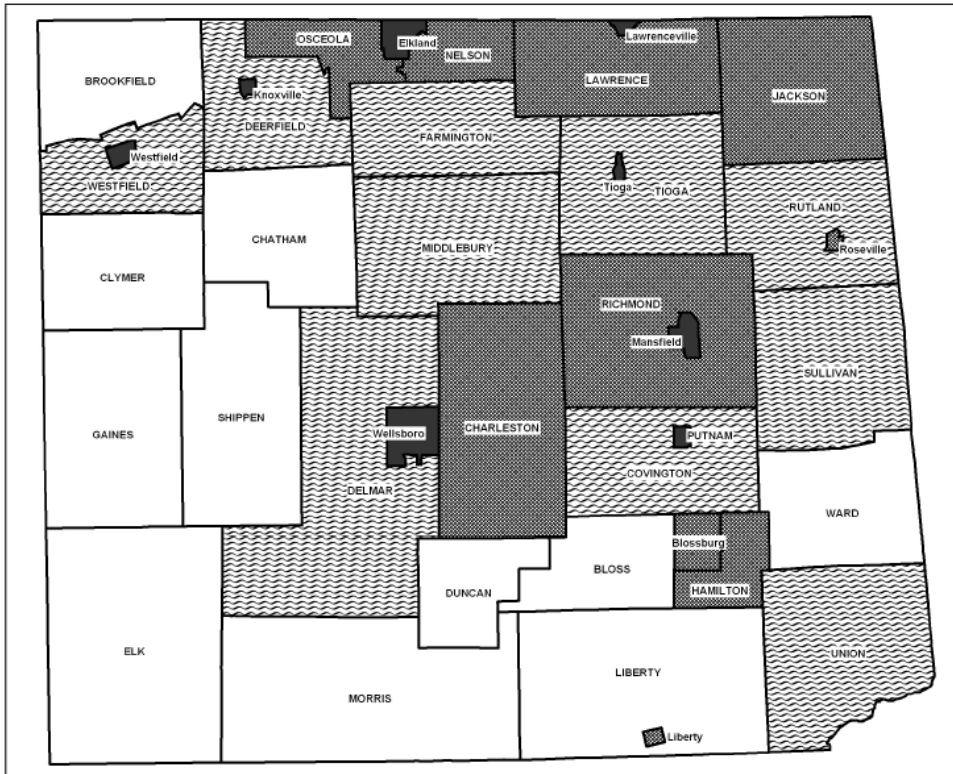 OSCEOLA
Elkland
NELSON
Lawrenceville
BROOKFIELD
LAWRENCE
JACKSON
Knoxville
DEERFIELD
FARMINGTON
Westfield
WESTFIELD
Tioga
TIOGA
RUTLAND
CHATHAM
MIDDLEBURY
Roseville
CLYMER
RICHMOND
Mansfield
SULLIVAN
SHIPPEN
GAINES
Wellsboro
CHARLESTON
PUTNAM
COVINGTON
DELMAR
WARD
Blossburg
BLOSS
DUNCAN
HAMILTON
ELK
UNION
LIBERTY
MORRIS
Liberty